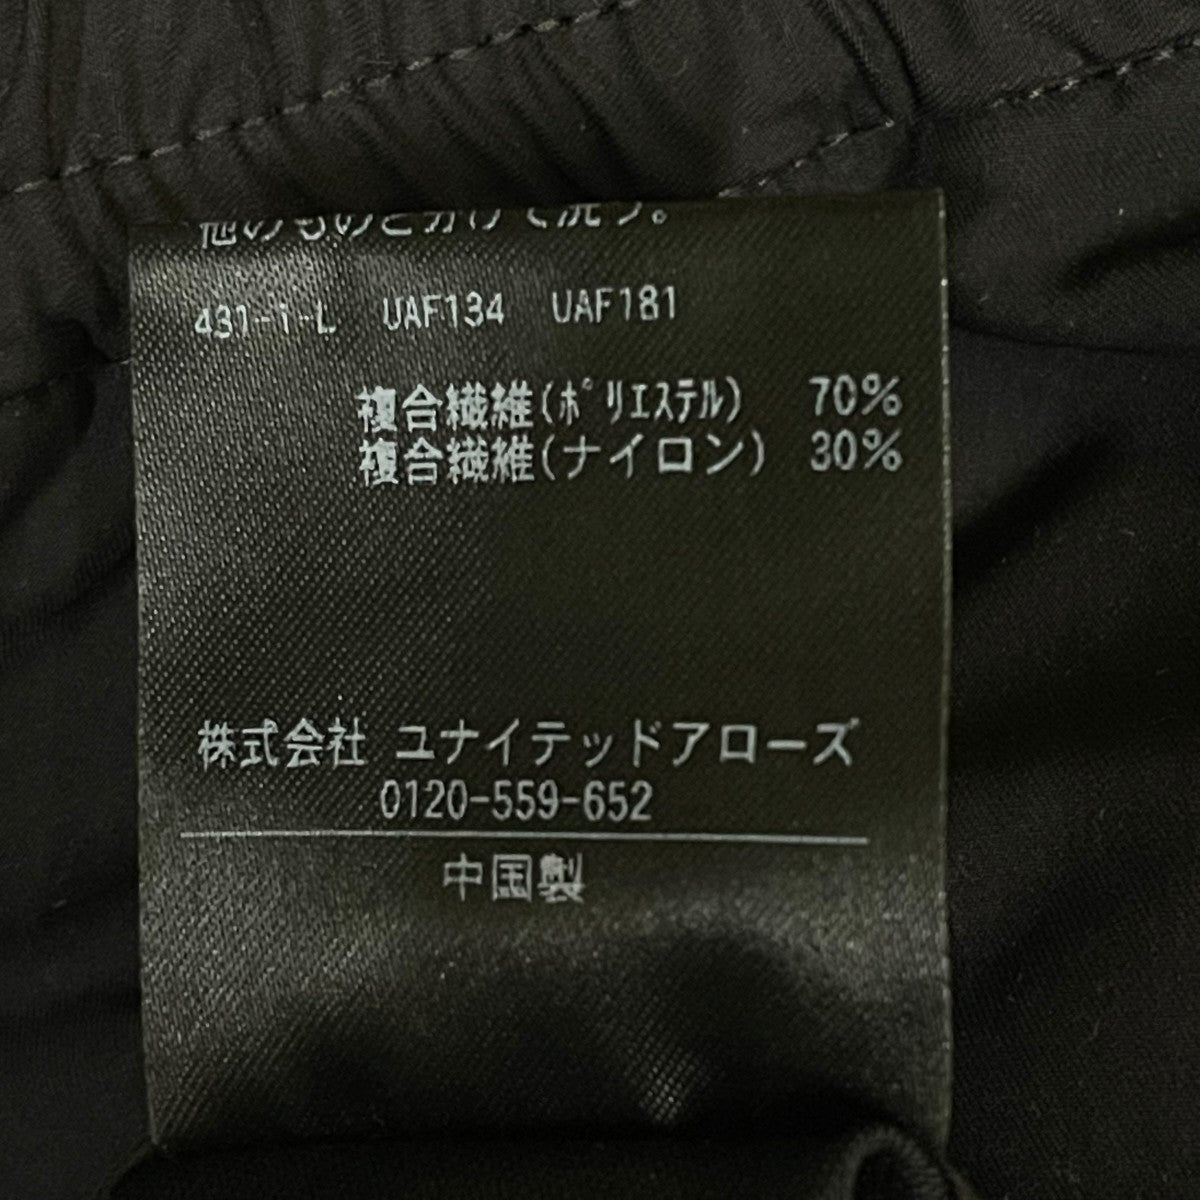 他のものと分けて洗う。
431-1-L UAF134 UAF181
複合繊維(ポリエステル) 70%
複合繊維(ナイロン) 30%
株式会社 ユナイテッドアローズ
0120-559-652
中国製